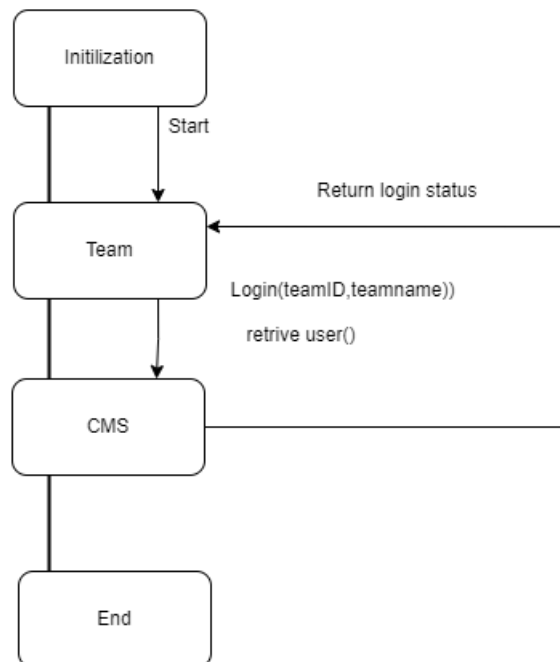 Initilization
Start
Return login status
Team
Login(teamID,teamname))
retrive user()
CMS
End